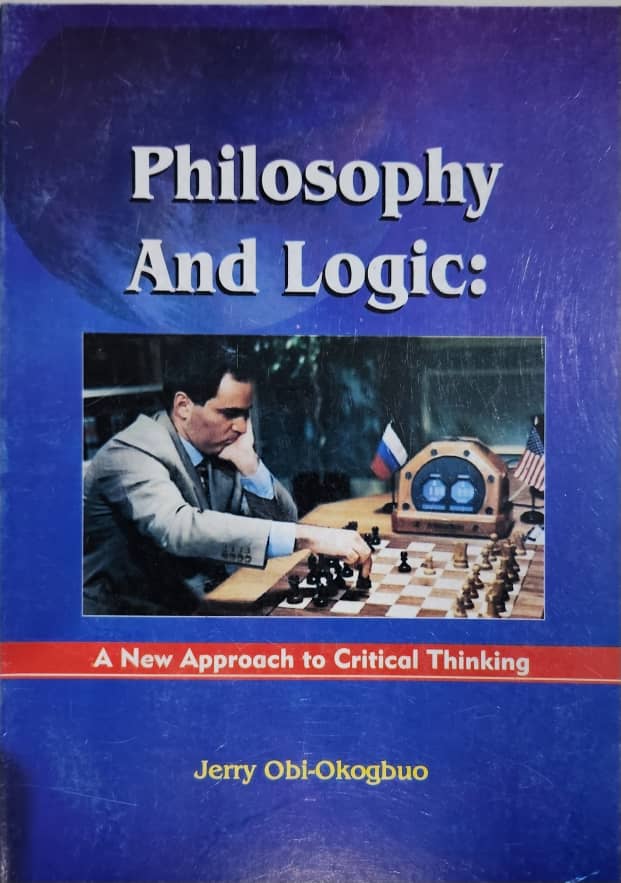 Philosophy
And Logic:
A New Approach to Critical Thinking
Jerry Obi-Okogbuo